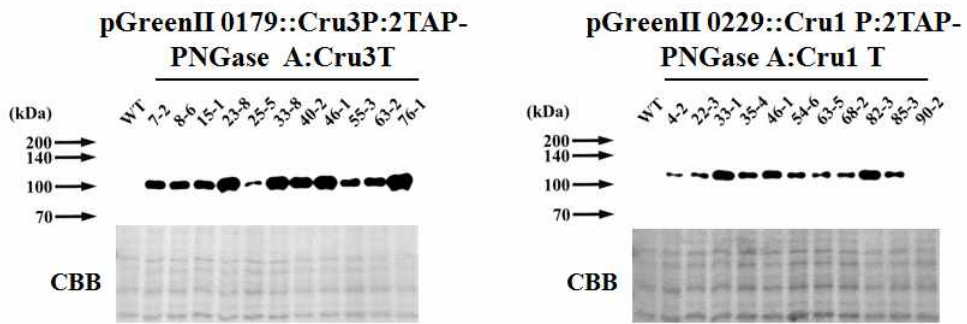 pGreenII 0179::Cru3P:2TAP-
PNGase A:Cru3T
(kDa)
WT 7-2 8-6 15-1 23-8 25-5 33-8 40-2 46-1 55-3 63-2 76-1
200
140
100
70
CBB
pGreenII 0229::Cru1 P:2TAP-
PNGase A:Cru1 T
(kDa)
WT 4-2 22-3 33-1 35-4 46-1 54-6 63-5 68-2 82-3 85-3 90-2
200
140
100
70
CBB